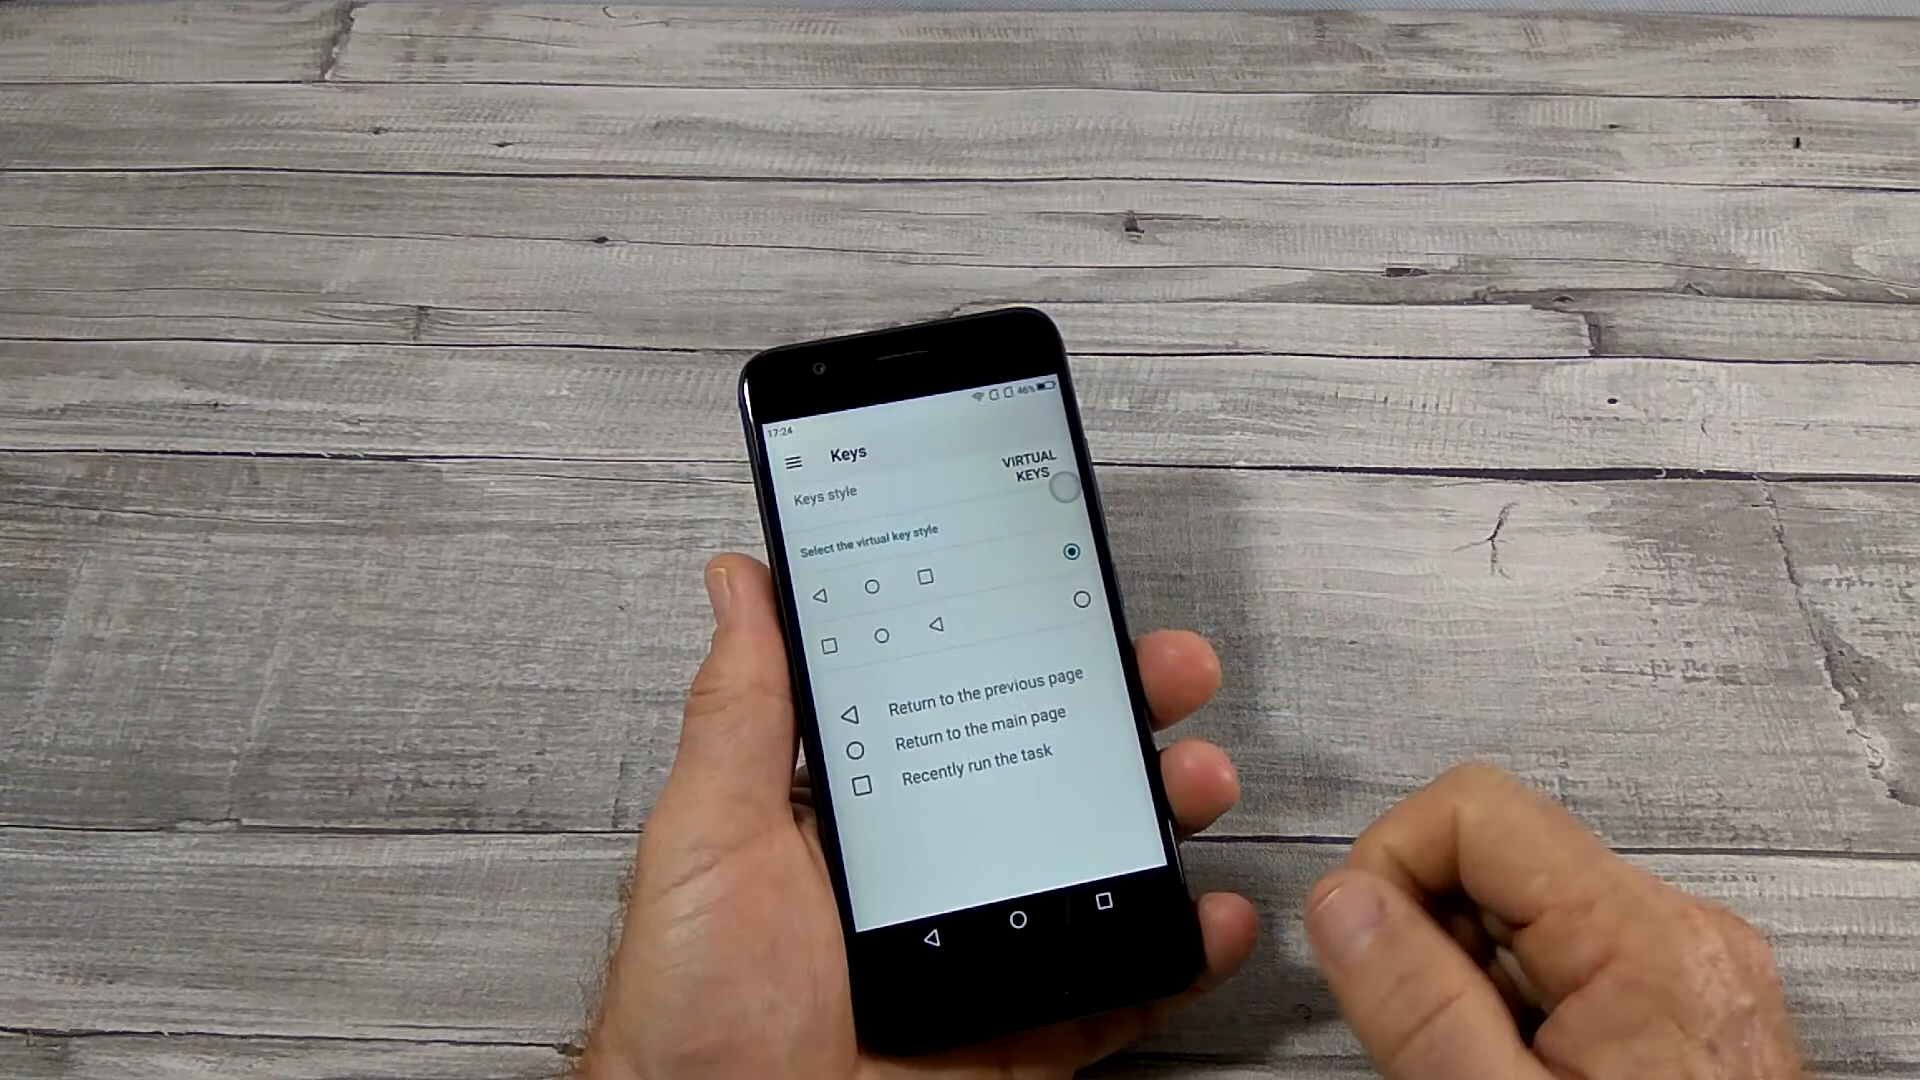 17:24
46%
Keys
Keys style
VIRTUAL
KEYS
Select the virtual key style
Return to the previous page
Return to the main page
Recently run the task